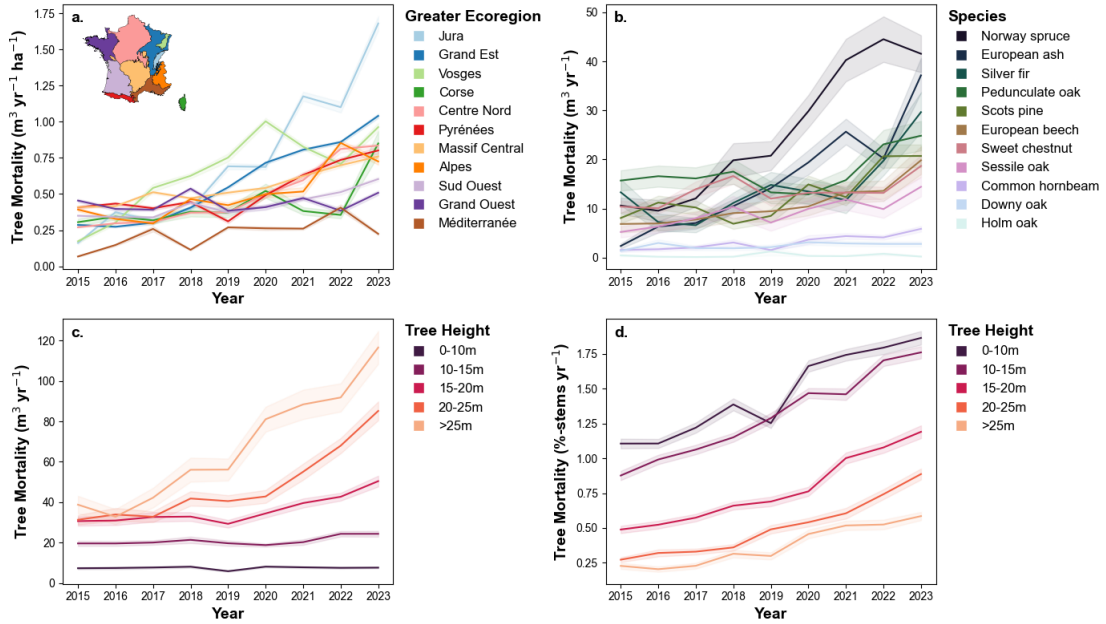 a.
Greater Ecoregion
Jura
Grand Est
Vosges
Corse
Centre Nord
Pyrénées
Massif Central
Alpes
Sud Ouest
Grand Ouest
Méditerranée
Tree Mortality (m³ yr⁻¹ ha⁻¹)
1.75
1.50
1.25
1.00
0.75
0.50
0.25
0.00
2015 2016 2017 2018 2019 2020 2021 2022 2023
Year
b.
Species
Norway spruce
European ash
Silver fir
Pedunculate oak
Scots pine
European beech
Sweet chestnut
Sessile oak
Common hornbeam
Downy oak
Holm oak
Tree Mortality (m³ yr⁻¹)
50
40
30
20
10
0
2015 2016 2017 2018 2019 2020 2021 2022 2023
Year
c.
Tree Height
0-10m
10-15m
15-20m
20-25m
>25m
Tree Mortality (m³ yr⁻¹)
120
100
80
60
40
20
0
2015 2016 2017 2018 2019 2020 2021 2022 2023
Year
d.
Tree Height
0-10m
10-15m
15-20m
20-25m
>25m
Tree Mortality (%-stems yr⁻¹)
1.75
1.50
1.25
1.00
0.75
0.50
0.25
2015 2016 2017 2018 2019 2020 2021 2022 2023
Year